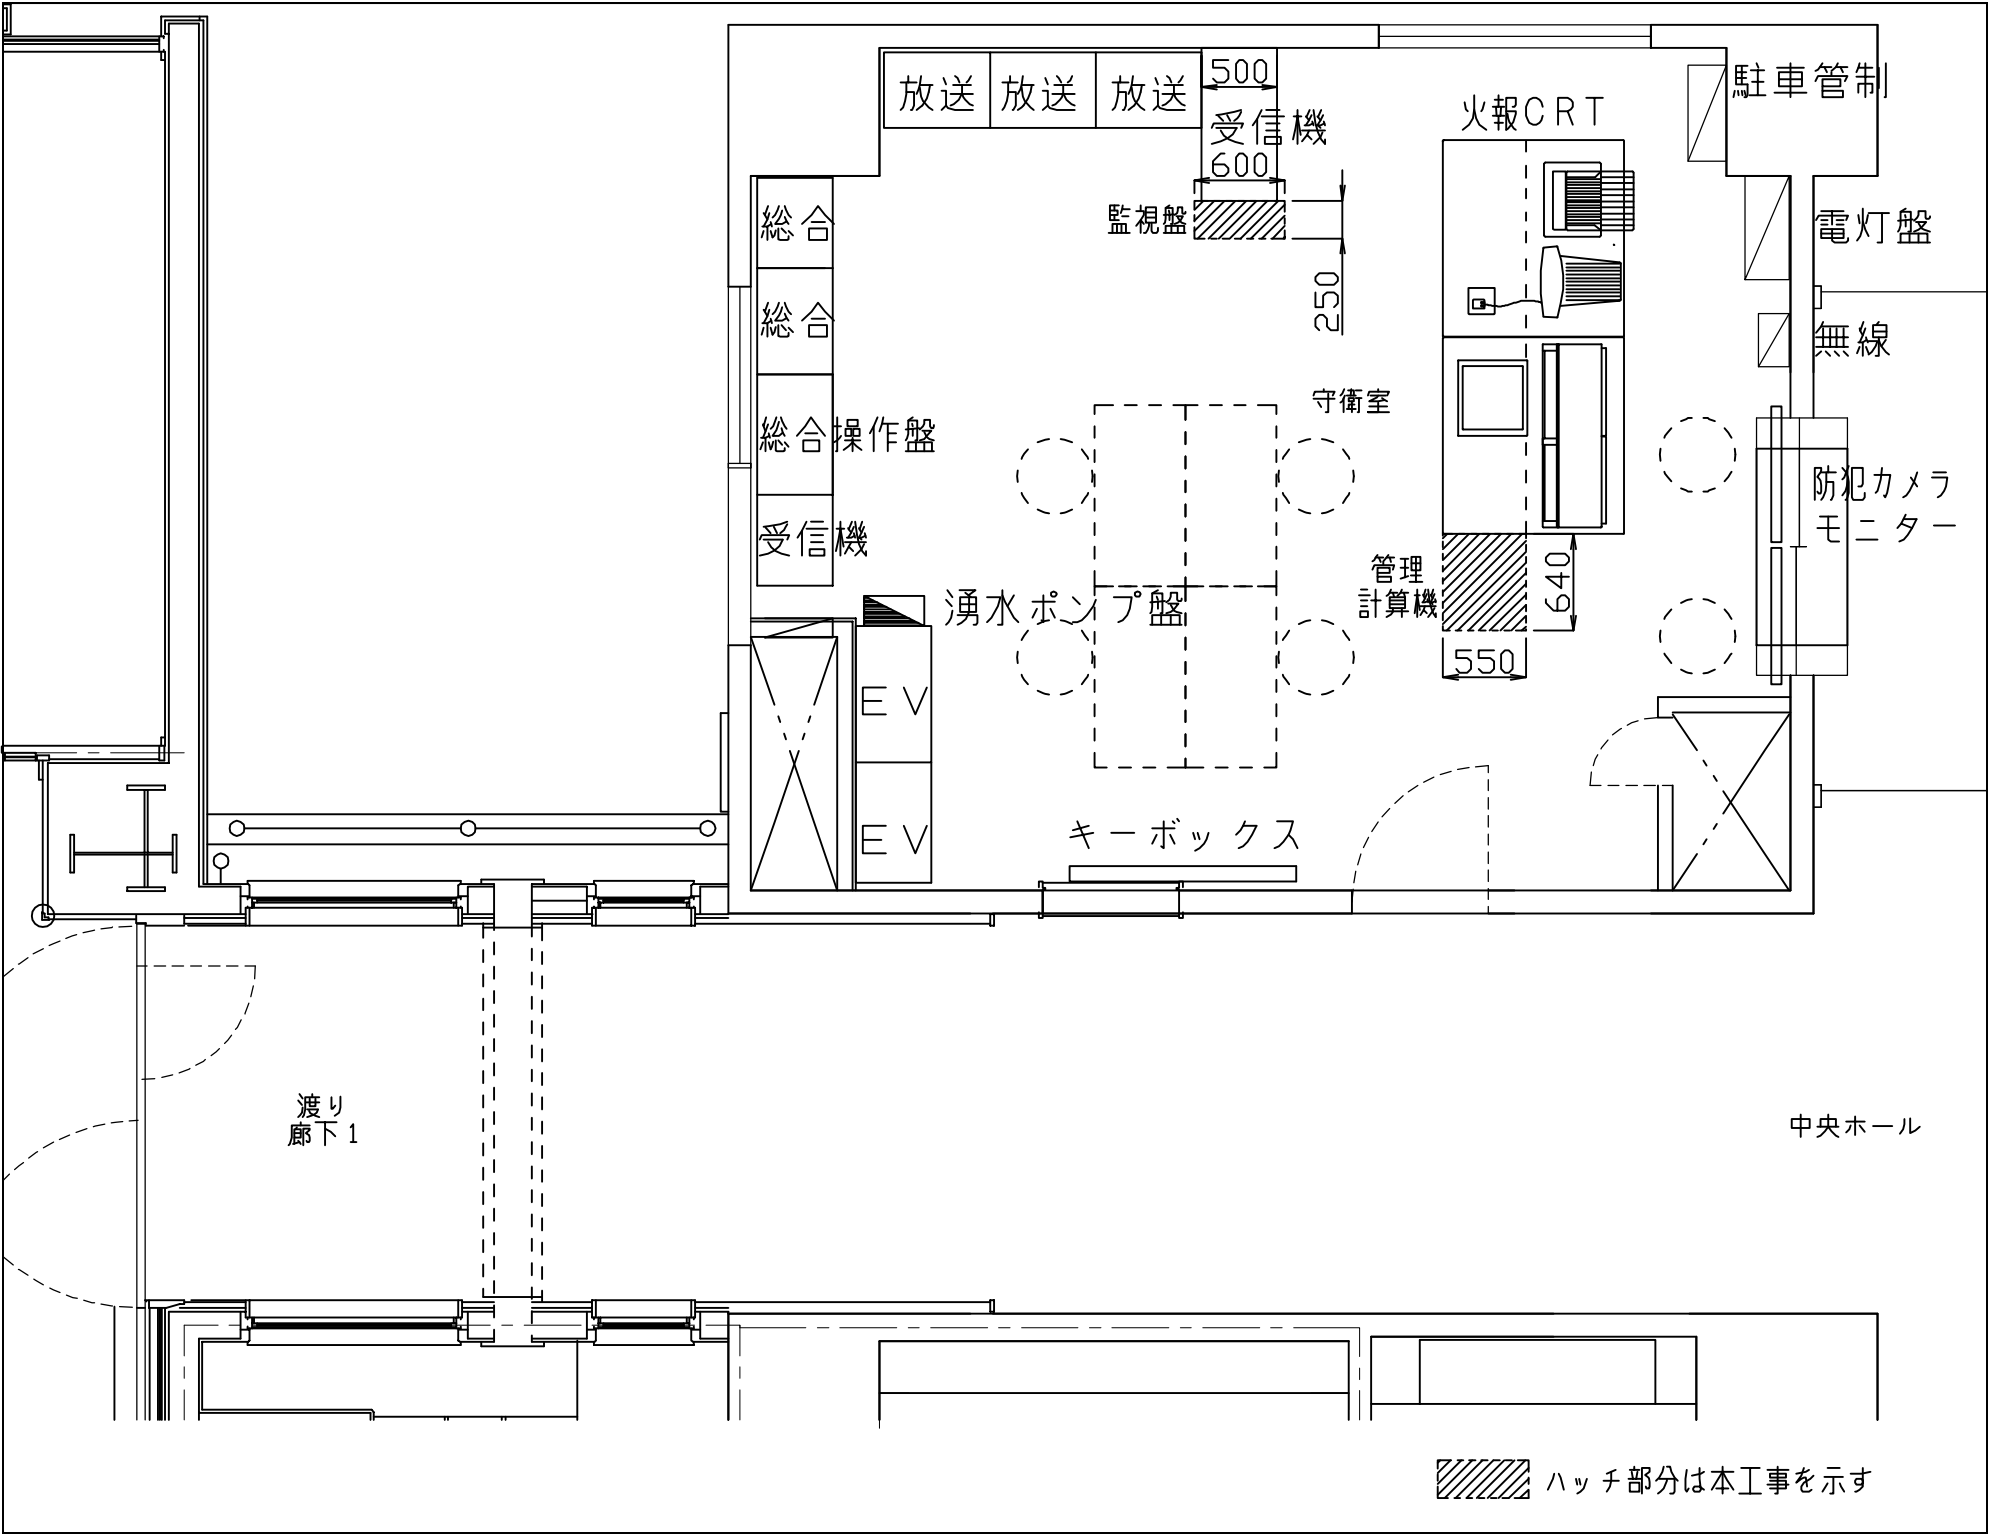 放送
放送
放送
500
受信機
600
監視盤
250
火報CRT
駐車管制
総合
総合
総合操作盤
受信機
電灯盤
無線
守衛室
防犯カメラ
モニター
管理
計算機
640
550
湧水ポンプ盤
EV
EV
キーボックス
渡り
廊下1
中央ホール
ハッチ部分は本工事を示す